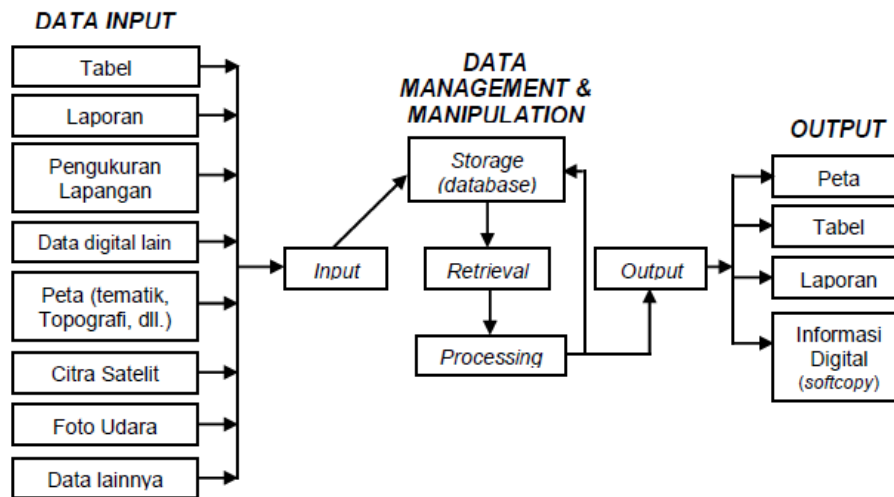 DATA INPUT
Tabel
Laporan
Pengukuran
Lapangan
Data digital lain
Peta (tematik,
Topografi, dll.)
Citra Satelit
Foto Udara
Data lainnya
Input
DATA
MANAGEMENT &
MANIPULATION
Storage
(database)
Retrieval
Processing
Output
OUTPUT
Peta
Tabel
Laporan
Informasi
Digital
(softcopy)